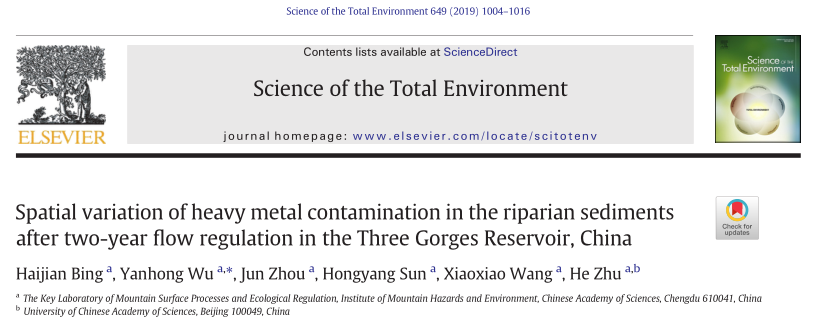 Science of the Total Environment 649 (2019) 1004–1016
Contents lists available at ScienceDirect
Science of the Total Environment
journal homepage: www.elsevier.com/locate/scitotenv
ELSEVIER
Science OF THE
Total Environment
Spatial variation of heavy metal contamination in the riparian sediments
after two-year flow regulation in the Three Gorges Reservoir, China
Check for
updates
Haijian Bing a, Yanhong Wu a,*, Jun Zhou a, Hongyang Sun a, Xiaoxiao Wang a, He Zhu a,b
a The Key Laboratory of Mountain Surface Processes and Ecological Regulation, Institute of Mountain Hazards and Environment, Chinese Academy of Sciences, Chengdu 610041, China
b University of Chinese Academy of Sciences, Beijing 100049, China